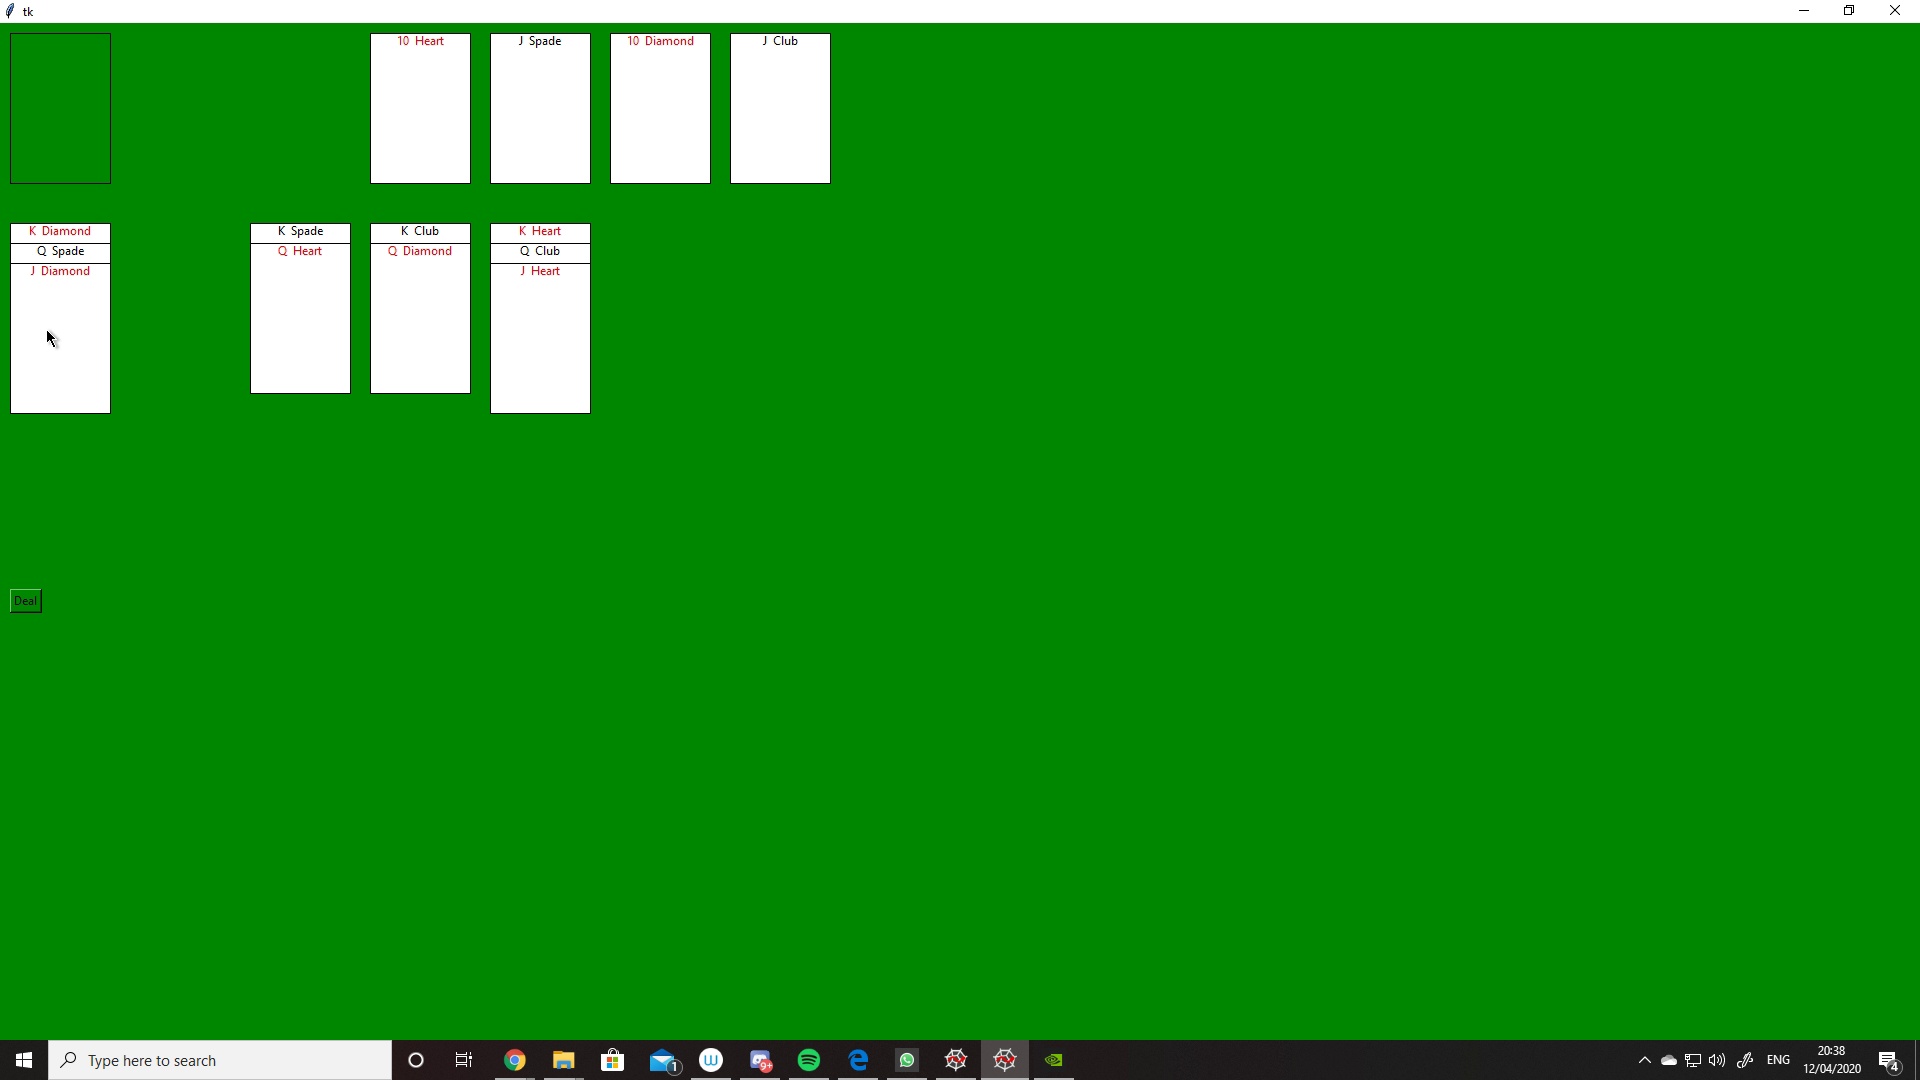 tk
10 Heart
J Spade
10 Diamond
J Club
K Diamond
Q Spade
J Diamond
K Spade
Q Heart
K Club
Q Diamond
K Heart
Q Club
J Heart
Deal
Type here to search
1
W
9+
ENG
20:38
12/04/2020
4